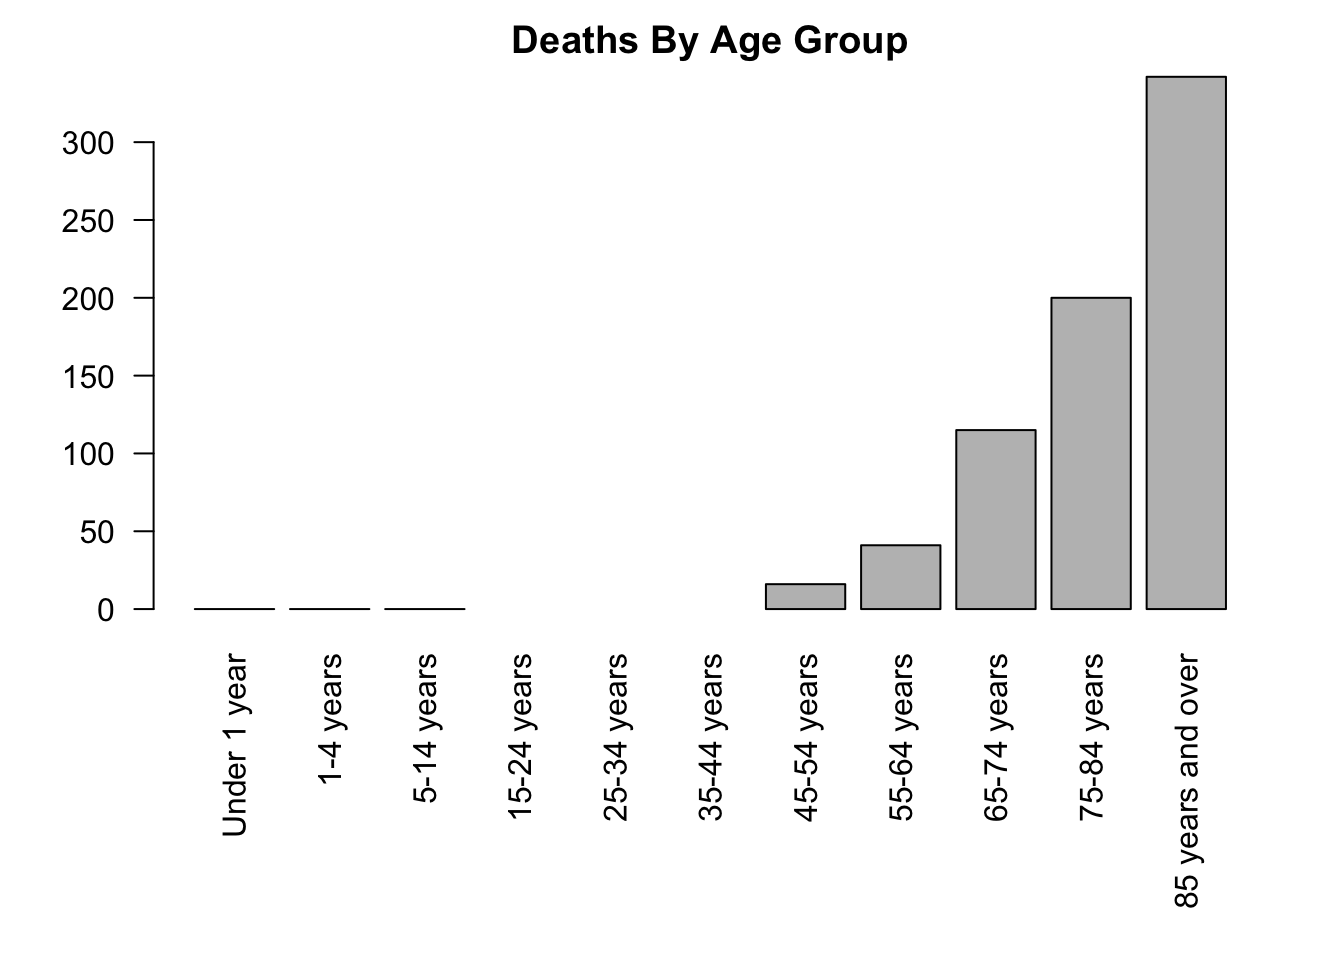 Deaths By Age Group
300
250
200
150
100
50
0
Under 1 year
1-4 years
5-14 years
15-24 years
25-34 years
35-44 years
45-54 years
55-64 years
65-74 years
75-84 years
85 years and over